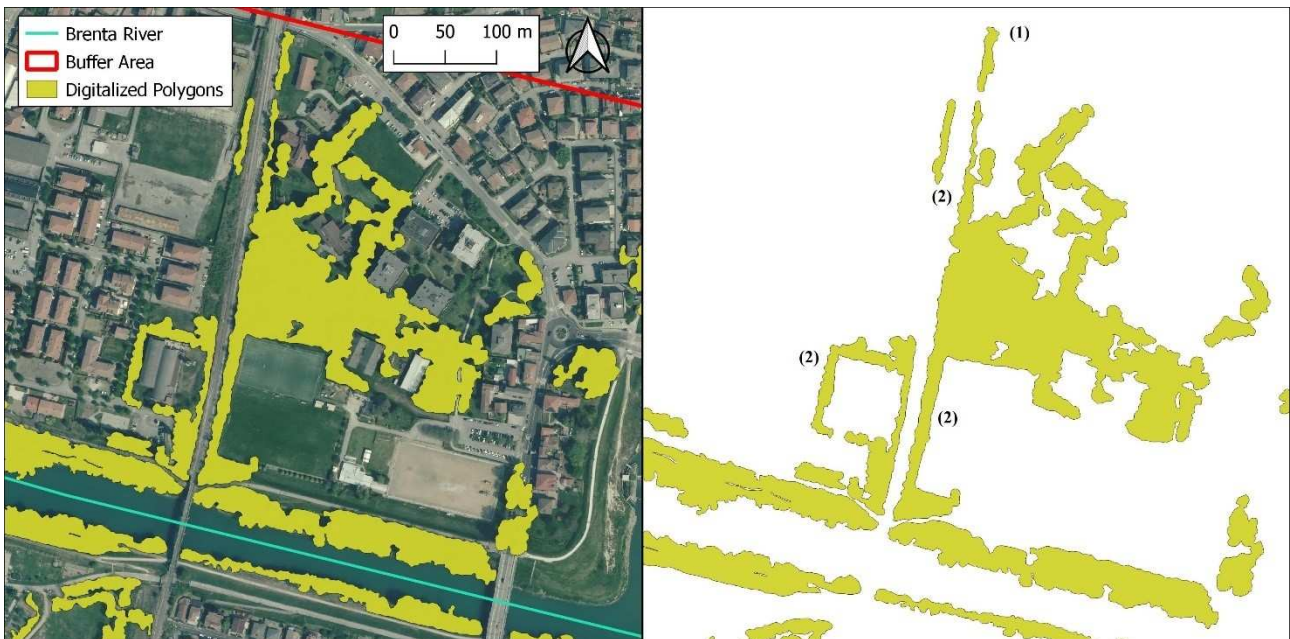 Brenta River
Buffer Area
Digitalized Polygons
0 50 100 m
(1)
(2)
(2)
(2)